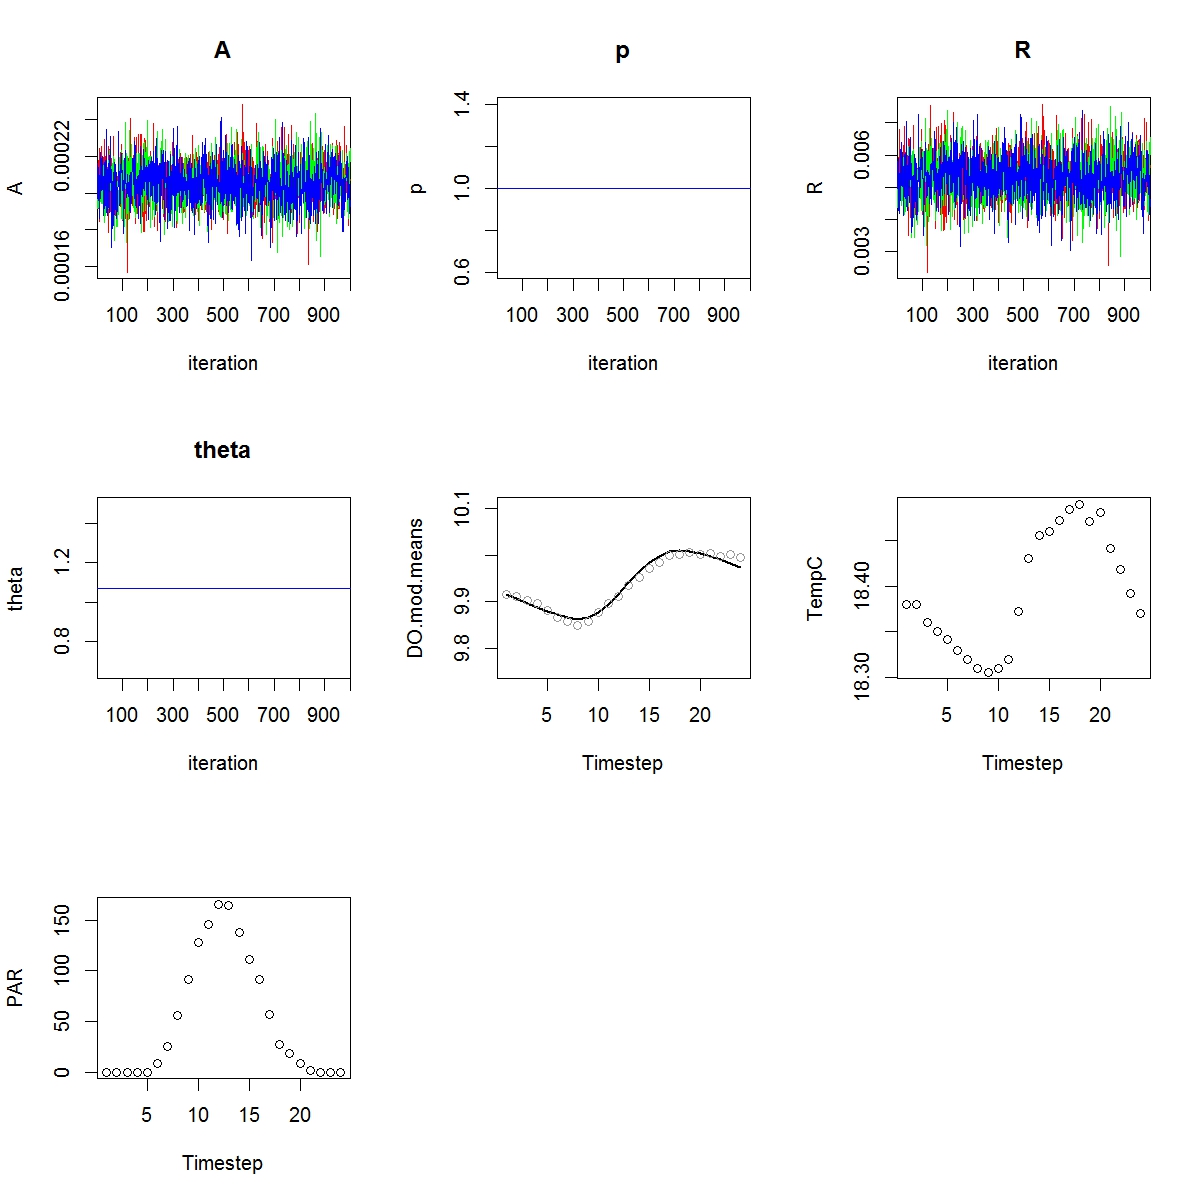 A
p
R
A
0.00016
0.00022
100 300 500 700 900
iteration
p
0.6
1.0
1.4
100 300 500 700 900
iteration
R
0.003
0.006
100 300 500 700 900
iteration
theta
theta
0.8
1.2
100 300 500 700 900
iteration
DO.mod.means
9.8
9.9
10.1
5 10 15 20
Timestep
TempC
18.30
18.40
5 10 15 20
Timestep
PAR
0
50
100
150
5 10 15 20
Timestep